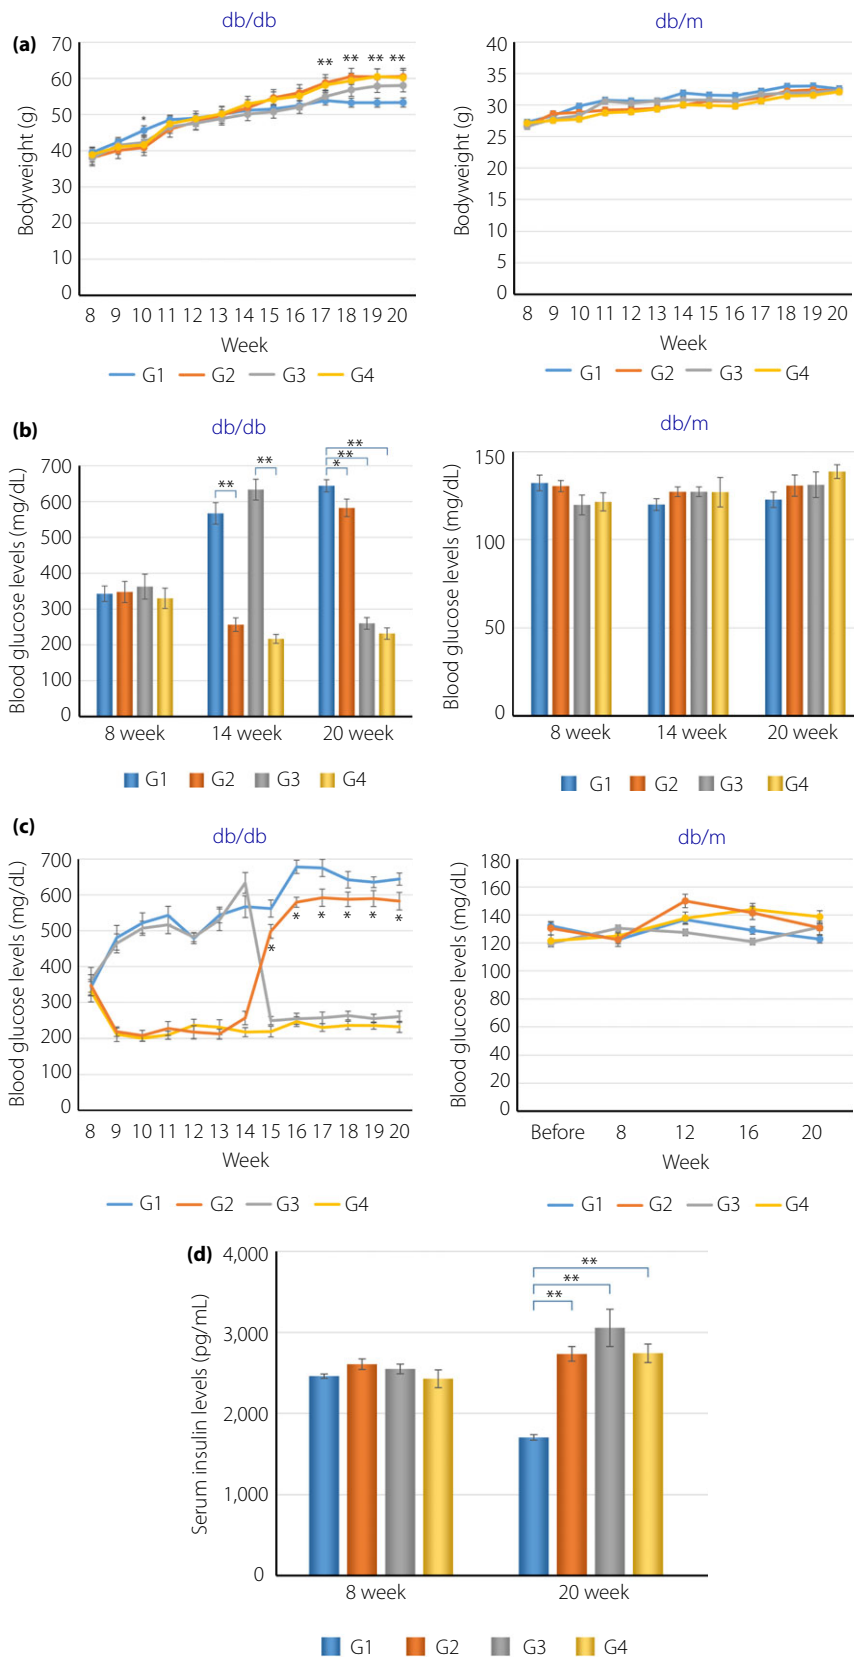 (a)
db/db
Bodyweight (g)
70
60
50
40
30
20
10
0
*
** ** ** **
8 9 10 11 12 13 14 15 16 17 18 19 20
Week
G1 G2 G3 G4
db/m
Bodyweight (g)
40
35
30
25
20
15
10
5
0
8 9 10 11 12 13 14 15 16 17 18 19 20
Week
G1 G2 G3 G4
(b)
db/db
Blood glucose levels (mg/dL)
700
600
500
400
300
200
100
0
**
**
**
**
*
8 week 14 week 20 week
G1 G2 G3 G4
db/m
Blood glucose levels (mg/dL)
150
100
50
0
8 week 14 week 20 week
G1 G2 G3 G4
(c)
db/db
Blood glucose levels (mg/dL)
700
600
500
400
300
200
100
0
* * * * * *
8 9 10 11 12 13 14 15 16 17 18 19 20
Week
G1 G2 G3 G4
db/m
Blood glucose levels (mg/dL)
180
160
140
120
100
80
60
40
20
0
Before 8 12 16 20
Week
G1 G2 G3 G4
(d)
Serum insulin levels (pg/mL)
4,000
3,000
2,000
1,000
0
**
**
**
8 week 20 week
G1 G2 G3 G4